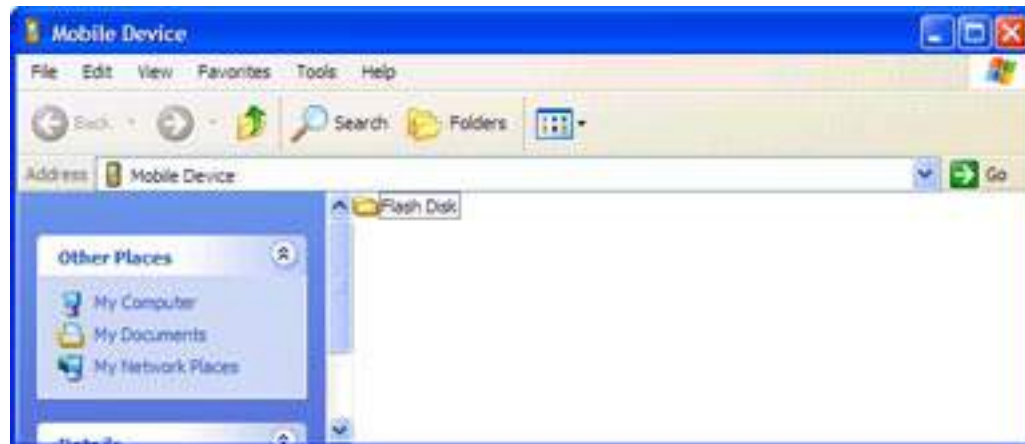 Mobile Device
File Edit View Favorites Tools Help
Back Search Folders
Address Mobile Device Go
Flash Disk
Other Places
My Computer
My Documents
My Network Places
Details